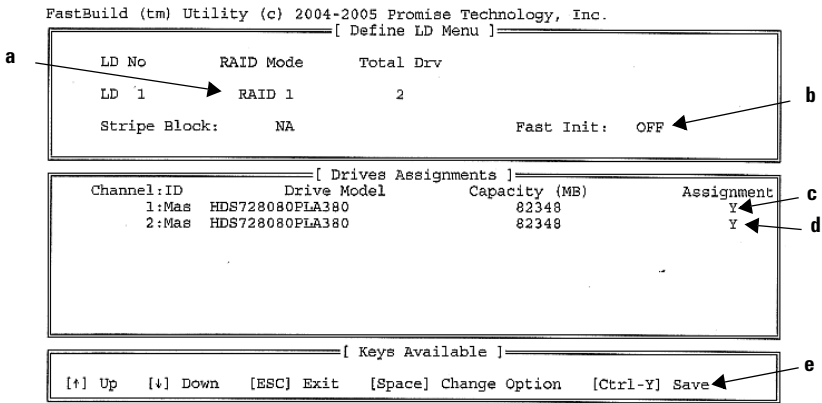 FastBuild (tm) Utility (c) 2004-2005 Promise Technology, Inc.
[ Define LD Menu ]
LD No RAID Mode Total Drv
a
LD 1 RAID 1 2
b
Stripe Block: NA Fast Init: OFF
[ Drives Assignments ]
Channel:ID Drive Model Capacity (MB) Assignment
1:Mas HDS728080PLA380 82348 Y c
2:Mas HDS728080PLA380 82348 Y d
[ Keys Available ]
[↑] Up [↓] Down [ESC] Exit [Space] Change Option [Ctrl-Y] Save e